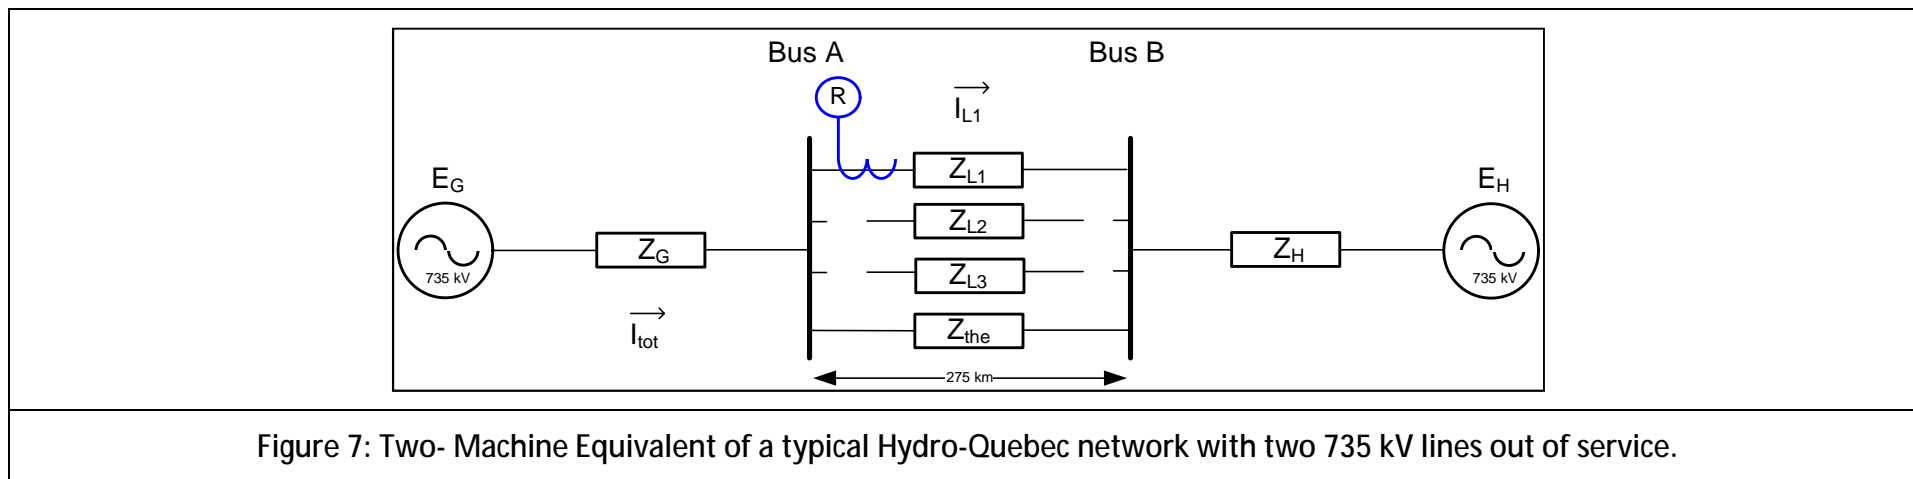 Bus A
Bus B
R
I_L1
Z_L1
E_G
E_H
Z_L2
735 kV
Z_G
Z_H
735 kV
Z_L3
I_tot
Z_the
275 km
Figure 7: Two- Machine Equivalent of a typical Hydro-Quebec network with two 735 kV lines out of service.